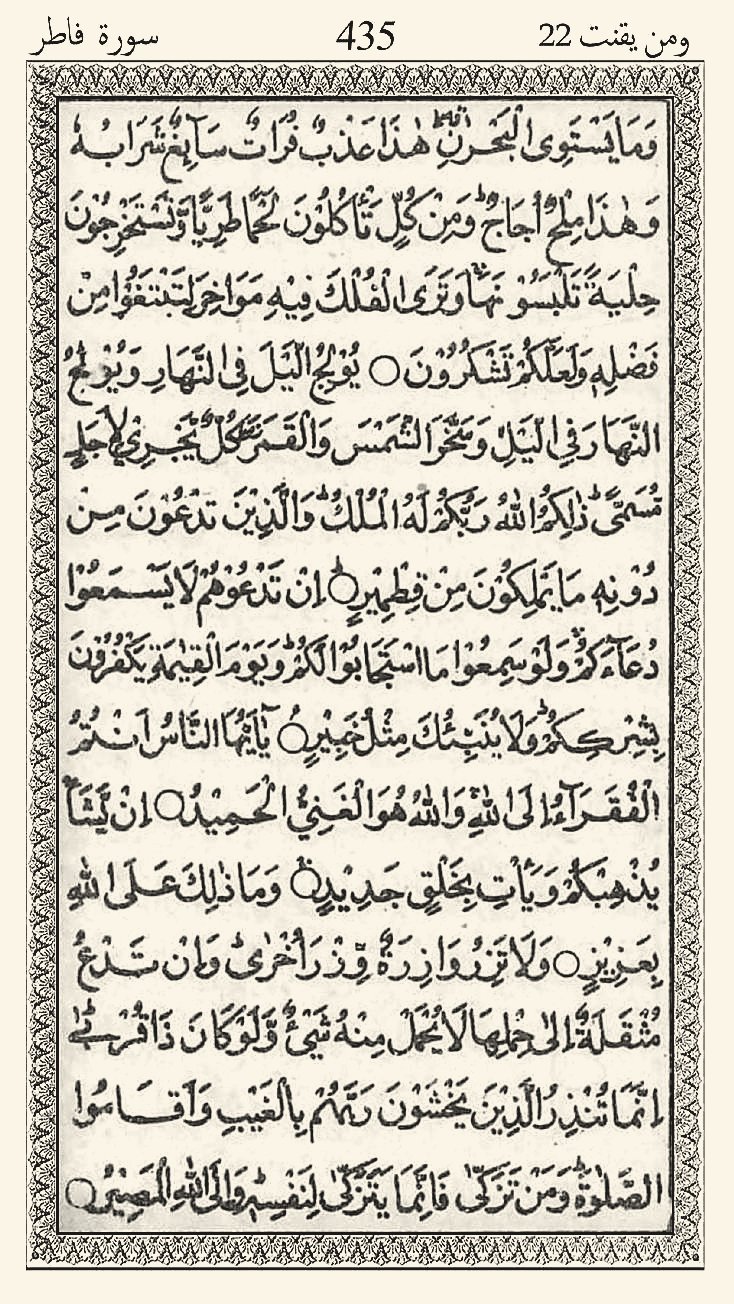 ومن يقنت 22 435 سورة فاطر
وَمَا يَسْتَوِى الْبَحْرٰنِ ۖ هٰذَا عَذْبٌ فُرَاتٌ سَآئِغٌ شَرَابُهٗ
وَهٰذَا مِلْحٌ اُجَاجٌ ؕ وَمِنْ كُلٍّ تَاْكُلُوْنَ لَحْمًا طَرِيًّا وَّتَسْتَخْرِجُوْنَ
حِلْيَةً تَلْبَسُوْنَهَا ۚ وَتَرَى الْفُلْكَ فِيْهِ مَوَاخِرَ لِتَبْتَغُوْا مِنْ
فَضْلِهٖ وَلَعَلَّكُمْ تَشْكُرُوْنَ ○ يُوْلِجُ الَّيْلَ فِى النَّهَارِ وَيُوْلِجُ
النَّهَارَ فِى الَّيْلِ ۙ وَسَخَّرَ الشَّمْسَ وَالْقَمَرَ ۖ كُلٌّ يَّجْرِىْ لِاَجَلٍ
مُّسَمًّى ؕ ذٰلِكُمُ اللّٰهُ رَبُّكُمْ لَهُ الْمُلْكُ ؕ وَالَّذِيْنَ تَدْعُوْنَ مِنْ
دُوْنِهٖ مَا يَمْلِكُوْنَ مِنْ قِطْمِيْرٍ ○ؕ اِنْ تَدْعُوْهُمْ لَا يَسْمَعُوْا
دُعَآءَكُمْ ۚ وَلَوْ سَمِعُوْا مَا اسْتَجَابُوْا لَكُمْ ؕ وَيَوْمَ الْقِيٰمَةِ يَكْفُرُوْنَ
بِشِرْكِكُمْ ؕ وَلَا يُنَبِّئُكَ مِثْلُ خَبِيْرٍ ○ يٰۤاَيُّهَا النَّاسُ اَنْتُمُ
الْفُقَرَآءُ اِلَى اللّٰهِ ۚ وَاللّٰهُ هُوَ الْغَنِىُّ الْحَمِيْدُ ○ اِنْ يَّشَاْ
يُذْهِبْكُمْ وَيَاْتِ بِخَلْقٍ جَدِيْدٍ ○ۚ وَمَا ذٰلِكَ عَلَى اللّٰهِ
بِعَزِيْزٍ ○ وَلَا تَزِرُ وَازِرَةٌ وِّزْرَ اُخْرٰى ؕ وَاِنْ تَدْعُ
مُثْقَلَةٌ اِلٰى حِمْلِهَا لَا يُحْمَلْ مِنْهُ شَىْءٌ وَّلَوْ كَانَ ذَا قُرْبٰى ؕ
اِنَّمَا تُنْذِرُ الَّذِيْنَ يَخْشَوْنَ رَبَّهُمْ بِالْغَيْبِ وَاَقَامُوا
الصَّلٰوةَ ؕ وَمَنْ تَزَكّٰى فَاِنَّمَا يَتَزَكّٰى لِنَفْسِهٖ ؕ وَاِلَى اللّٰهِ الْمَصِيْرُ ○